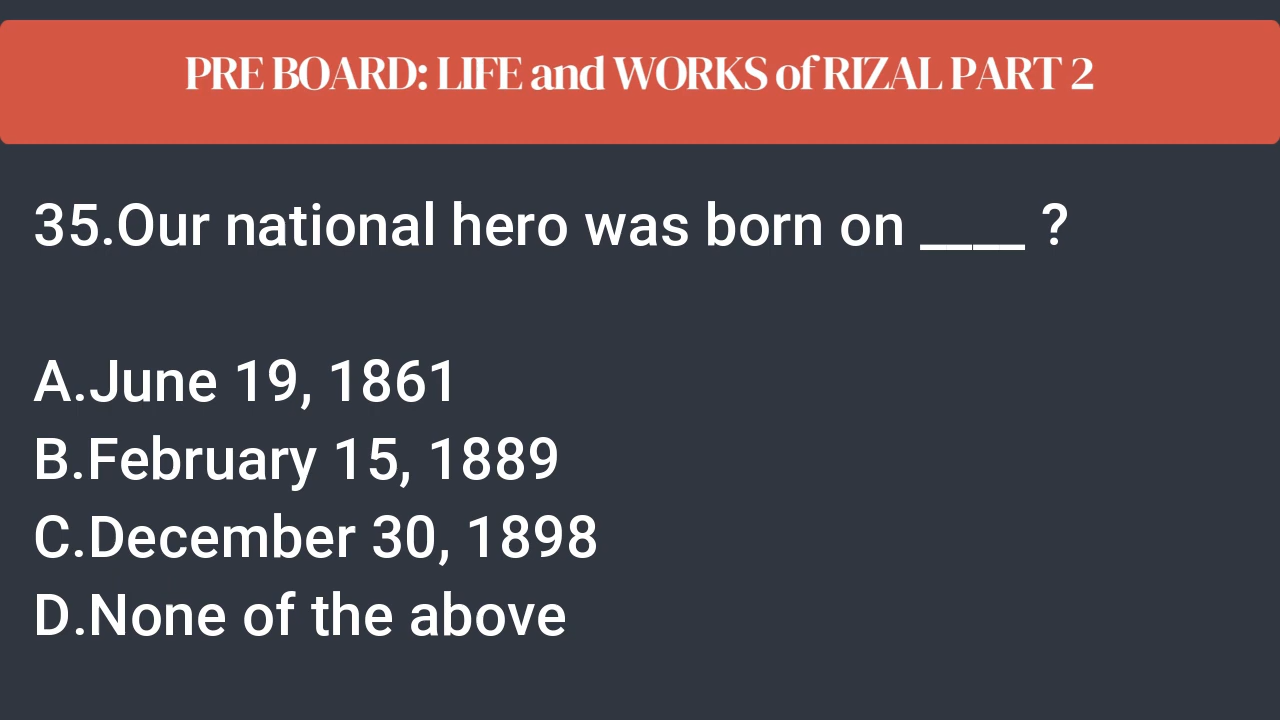 PRE BOARD: LIFE and WORKS of RIZAL PART 2
35.Our national hero was born on ____ ?
A.June 19, 1861
B.February 15, 1889
C.December 30, 1898
D.None of the above